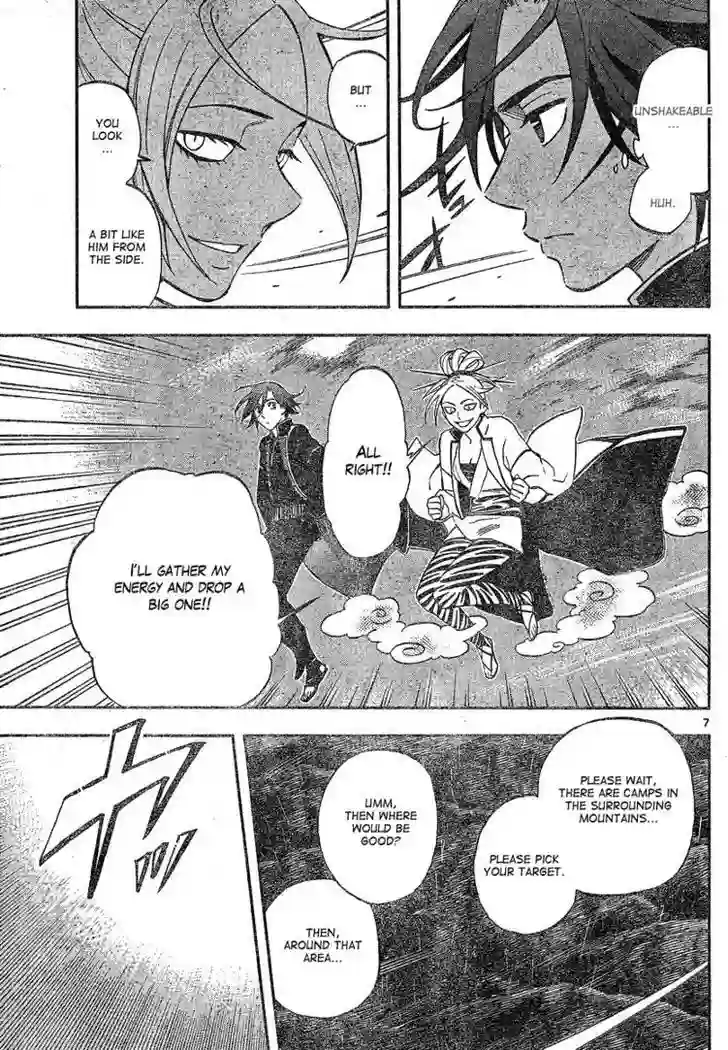 UNSHAKEABLE
...
HUH.
BUT
...
YOU
LOOK
...
A BIT LIKE
HIM FROM
THE SIDE.
ALL
RIGHT!!
I'LL GATHER MY
ENERGY AND DROP A
BIG ONE!!
7
PLEASE WAIT,
THERE ARE CAMPS IN
THE SURROUNDING
MOUNTAINS...
PLEASE PICK
YOUR TARGET.
UMM,
THEN WHERE
WOULD BE
GOOD?
THEN,
AROUND THAT
AREA...